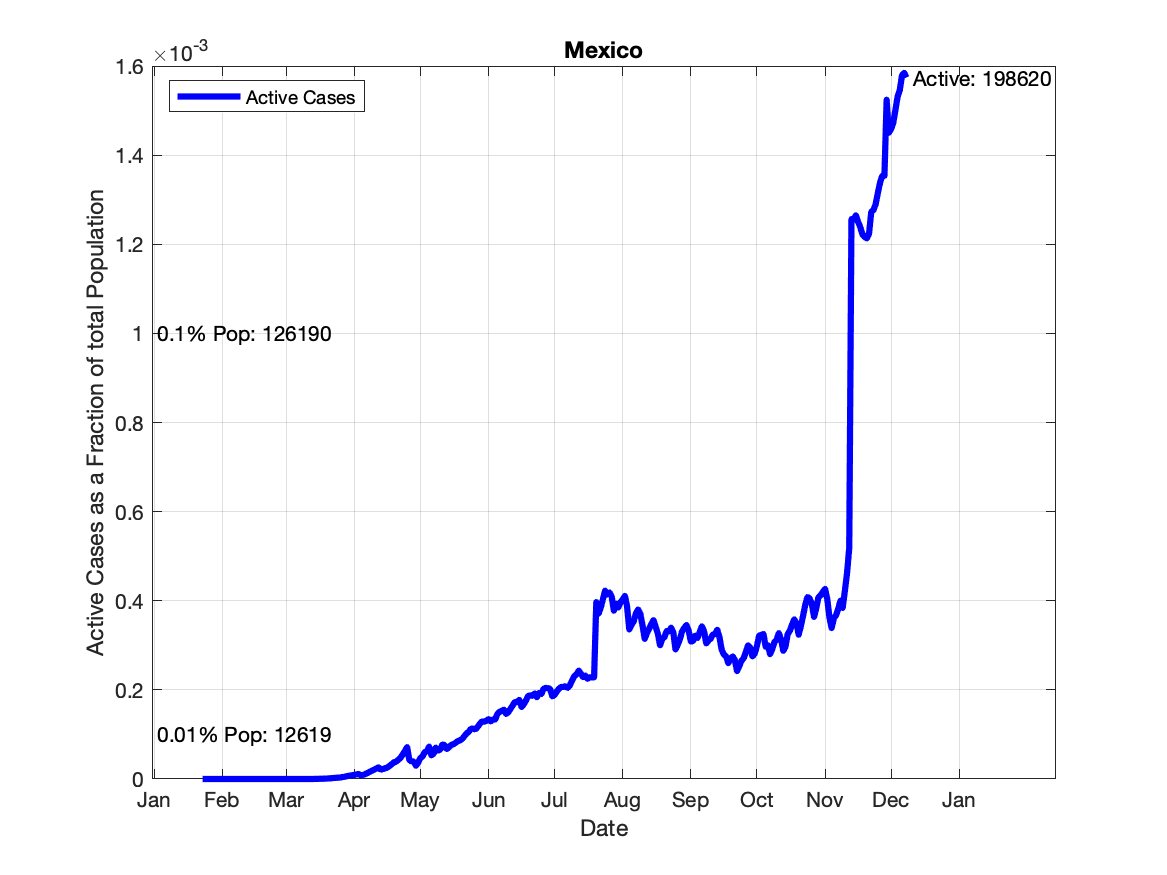 Mexico
×10-3
1.6
1.4
1.2
1
0.8
0.6
0.4
0.2
0
Active Cases as a Fraction of total Population
Active Cases
Active: 198620
0.1% Pop: 126190
0.01% Pop: 12619
Jan Feb Mar Apr May Jun Jul Aug Sep Oct Nov Dec Jan
Date